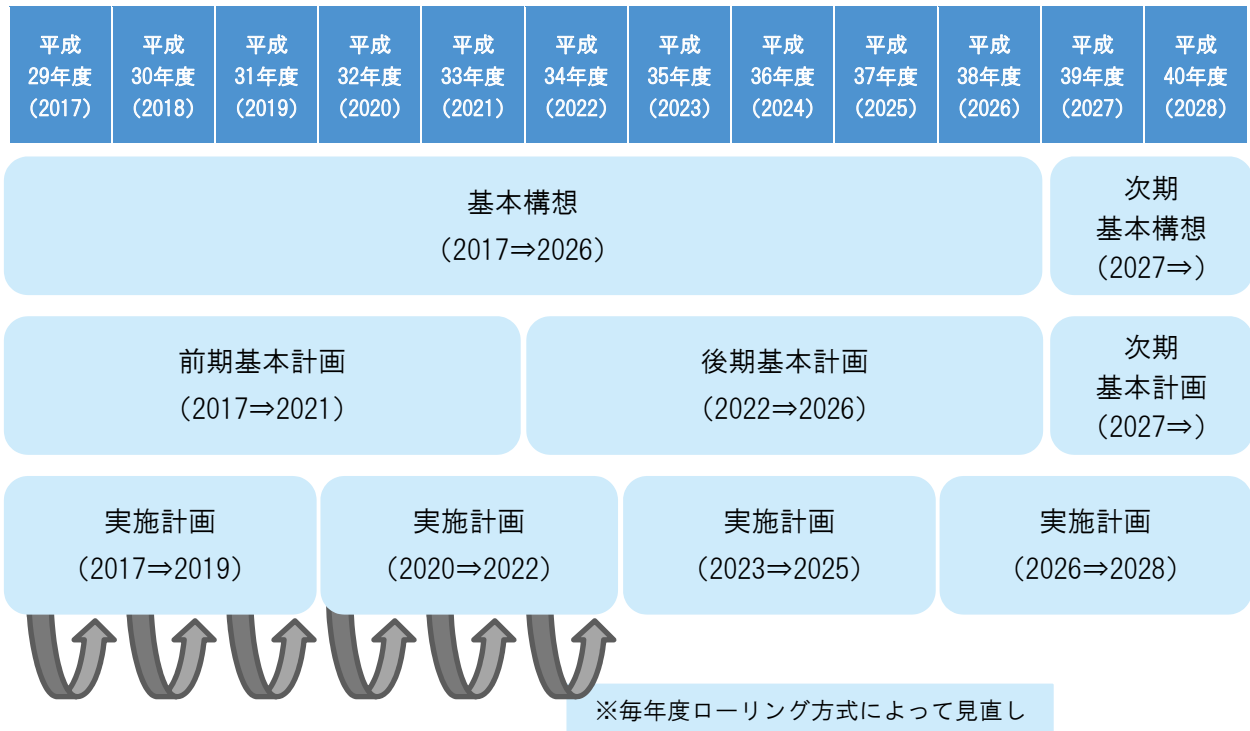 平成 平成 平成 平成 平成 平成 平成 平成 平成 平成 平成 平成
29年度 30年度 31年度 32年度 33年度 34年度 35年度 36年度 37年度 38年度 39年度 40年度
（2017） （2018） （2019） （2020） （2021） （2022） （2023） （2024） （2025） （2026） （2027） （2028）
基本構想
（2017⇒2026）
次期
基本構想
（2027⇒）
前期基本計画
（2017⇒2021）
後期基本計画
（2022⇒2026）
次期
基本計画
（2027⇒）
実施計画
（2017⇒2019）
実施計画
（2020⇒2022）
実施計画
（2023⇒2025）
実施計画
（2026⇒2028）
※毎年度ローリング方式によって見直し